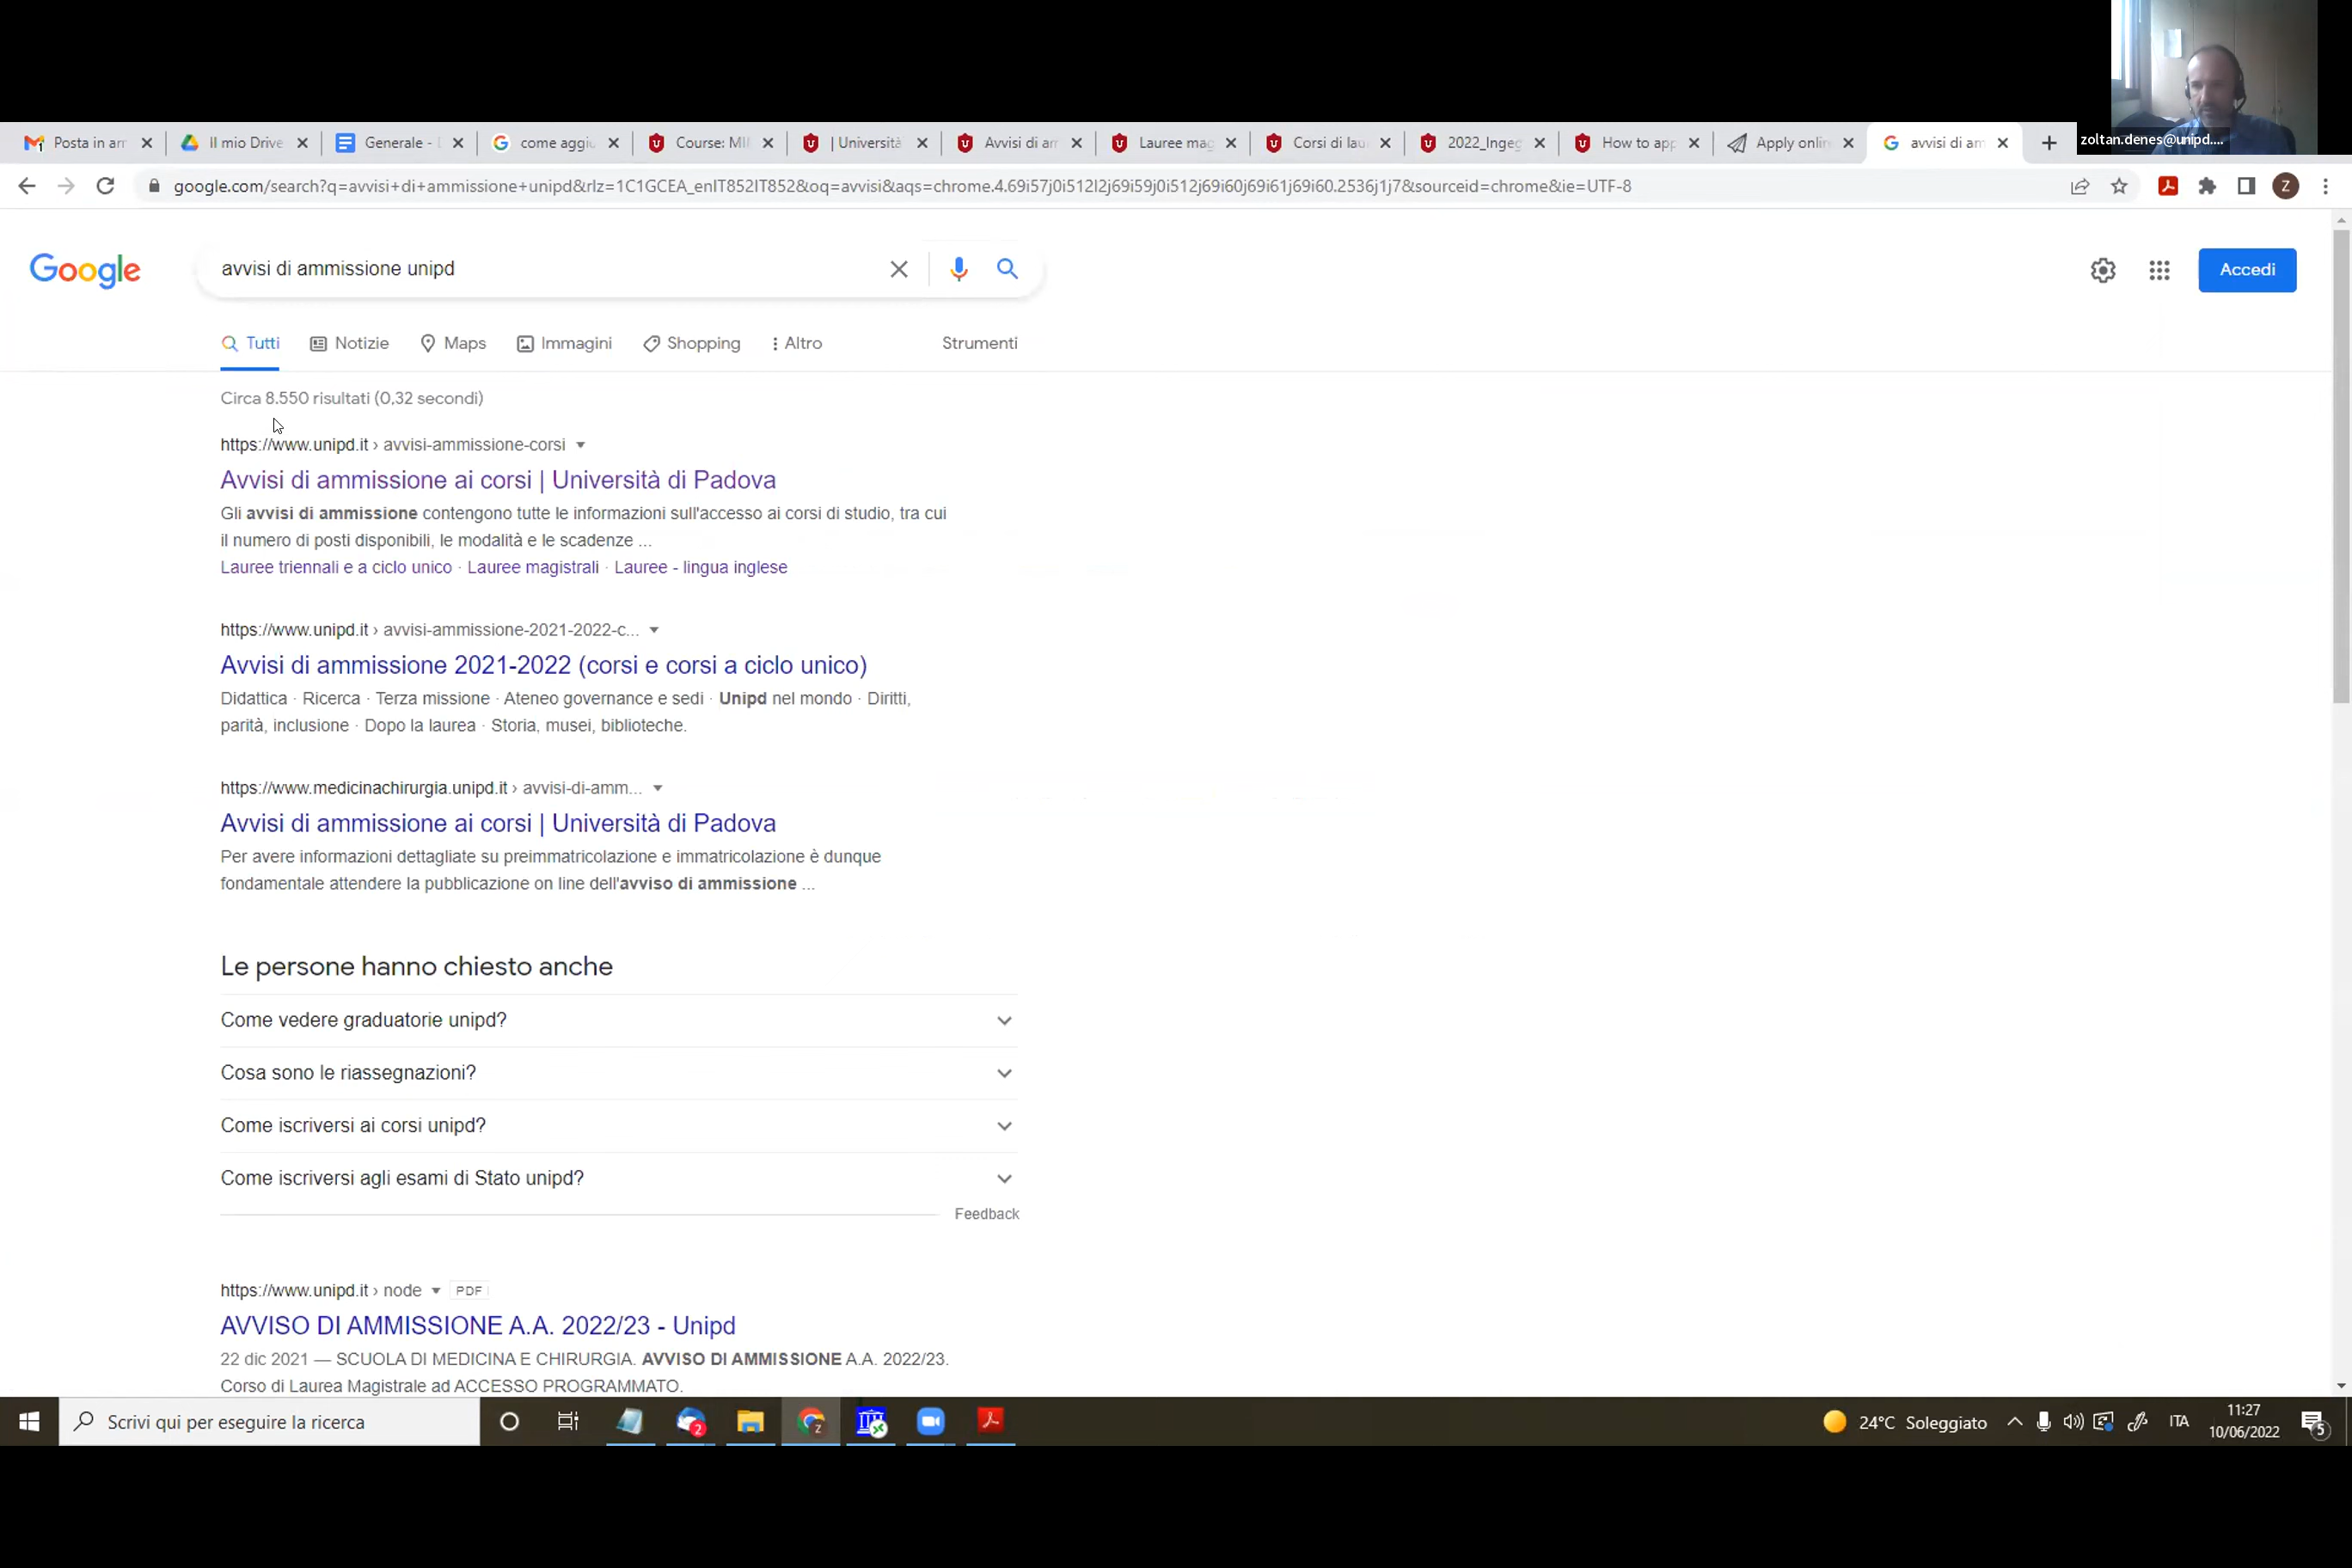 zoltan.denes@unipd....
Posta in arr
Il mio Drive
Generale - D
come aggiu
Course: MIN
| Università
Avvisi di am
Lauree mag
Corsi di laur
2022_Ingeg
How to app
Apply onlin
avvisi di am
google.com/search?q=avvisi+di+ammissione+unipd&rlz=1C1GCEA_enIT852IT852&oq=avvisi&aqs=chrome.4.69i57j0i512l2j69i59j0i512j69i60j69i61j69i60.2536j1j7&sourceid=chrome&ie=UTF-8
Z
Google
avvisi di ammissione unipd
Accedi
Tutti
Notizie
Maps
Immagini
Shopping
Altro
Strumenti
Circa 8.550 risultati (0,32 secondi)
https://www.unipd.it › avvisi-ammissione-corsi
Avvisi di ammissione ai corsi | Università di Padova
Gli avvisi di ammissione contengono tutte le informazioni sull'accesso ai corsi di studio, tra cui
il numero di posti disponibili, le modalità e le scadenze ...
Lauree triennali e a ciclo unico · Lauree magistrali · Lauree - lingua inglese
https://www.unipd.it › avvisi-ammissione-2021-2022-c...
Avvisi di ammissione 2021-2022 (corsi e corsi a ciclo unico)
Didattica · Ricerca · Terza missione · Ateneo governance e sedi · Unipd nel mondo · Diritti,
parità, inclusione · Dopo la laurea · Storia, musei, biblioteche.
https://www.medicinachirurgia.unipd.it › avvisi-di-amm...
Avvisi di ammissione ai corsi | Università di Padova
Per avere informazioni dettagliate su preimmatricolazione e immatricolazione è dunque
fondamentale attendere la pubblicazione on line dell'avviso di ammissione ...
Le persone hanno chiesto anche
Come vedere graduatorie unipd?
Cosa sono le riassegnazioni?
Come iscriversi ai corsi unipd?
Come iscriversi agli esami di Stato unipd?
Feedback
https://www.unipd.it › node
PDF
AVVISO DI AMMISSIONE A.A. 2022/23 - Unipd
22 dic 2021 — SCUOLA DI MEDICINA E CHIRURGIA. AVVISO DI AMMISSIONE A.A. 2022/23.
Corso di Laurea Magistrale ad ACCESSO PROGRAMMATO.
Scrivi qui per eseguire la ricerca
2
Z
24°C Soleggiato
ITA
11:27
10/06/2022
5